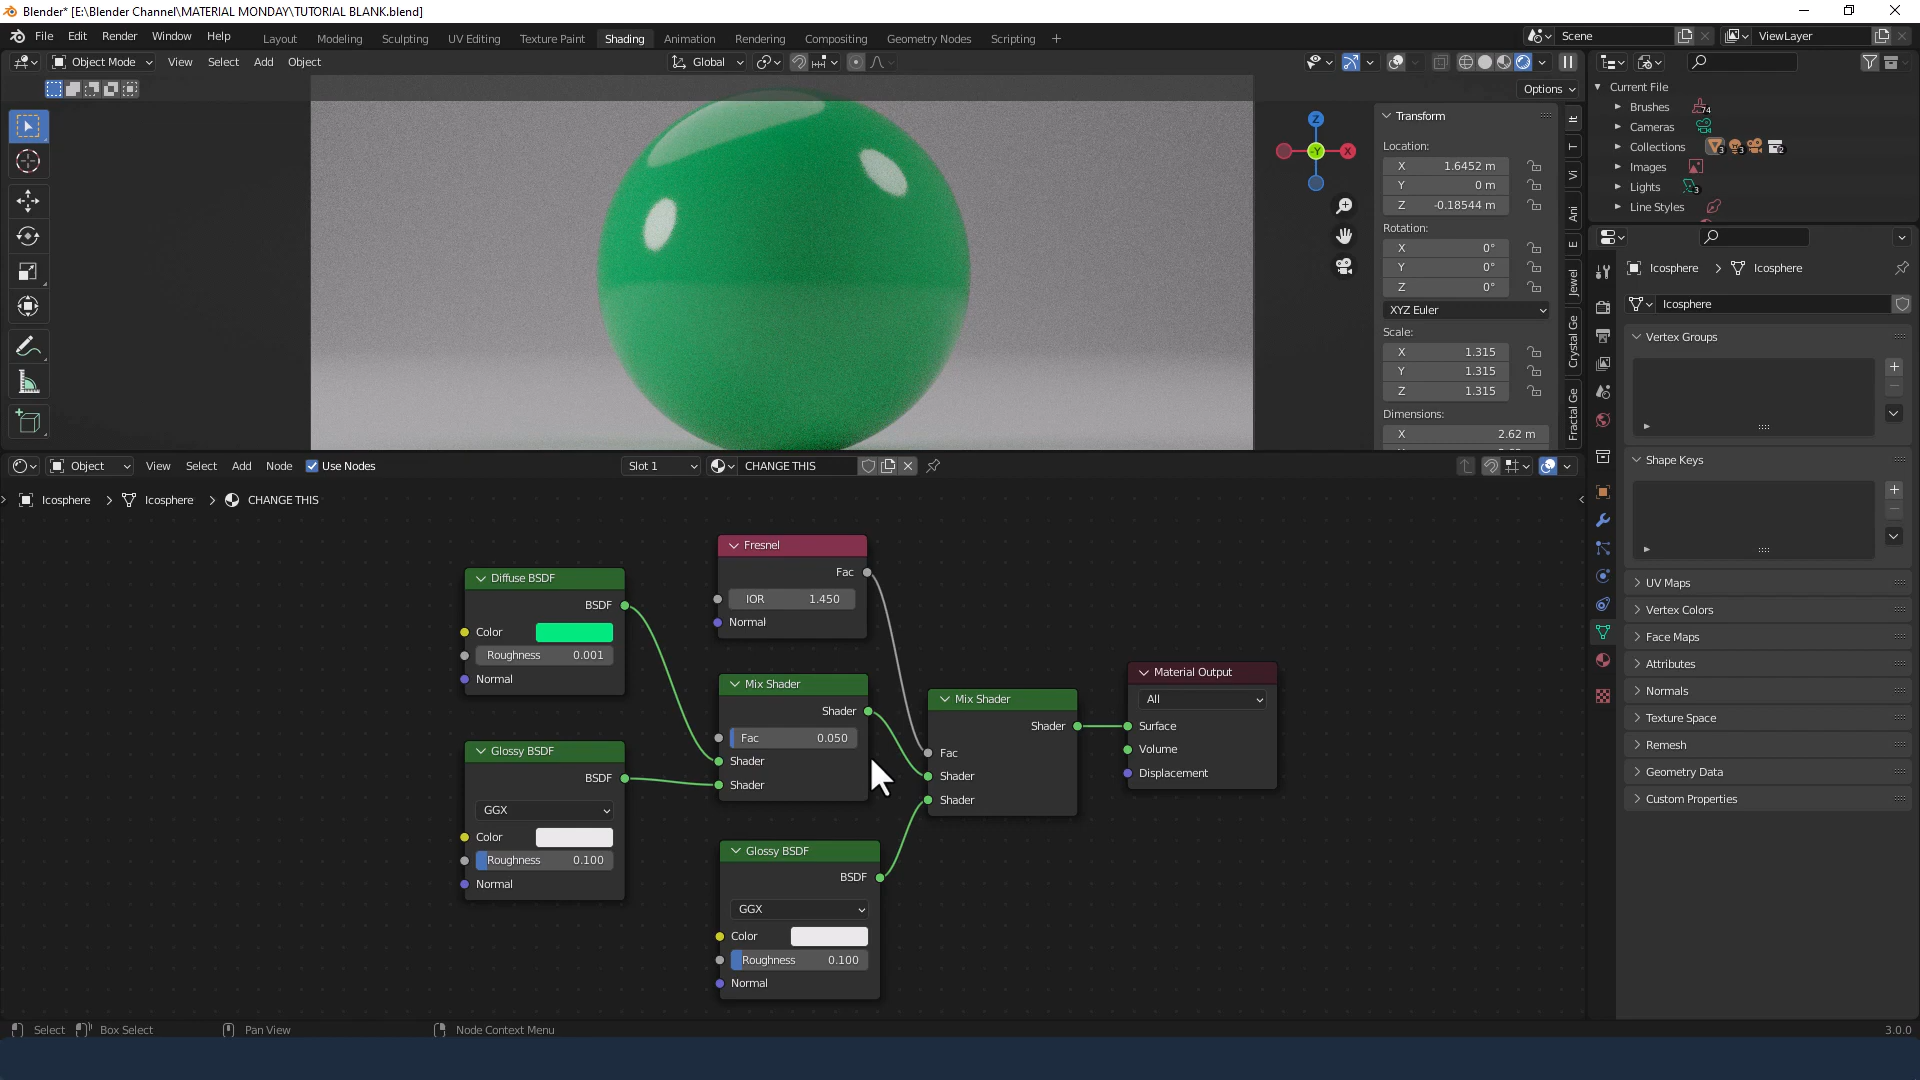 Blender* [E:\Blender Channel\MATERIAL MONDAY\TUTORIAL BLANK.blend]
File Edit Render Window Help
Layout Modeling Sculpting UV Editing Texture Paint Shading Animation Rendering Compositing Geometry Nodes Scripting +
Scene
ViewLayer
Object Mode View Select Add Object
Global
Options
Z
X
-Y
Transform
Location:
X 1.6452 m
Y 0 m
Z -0.18544 m
Rotation:
X 0°
Y 0°
Z 0°
XYZ Euler
Scale:
X 1.315
Y 1.315
Z 1.315
Dimensions:
X 2.62 m
It
T
Vi
Ani
E
Jewel
Crystal Ge
Fractal Ge
Current File
Brushes 74
Cameras
Collections 3 3 2
Images
Lights 3
Line Styles
Icosphere > Icosphere
Icosphere
Vertex Groups
Shape Keys
UV Maps
Vertex Colors
Face Maps
Attributes
Normals
Texture Space
Remesh
Geometry Data
Custom Properties
Object View Select Add Node Use Nodes
Slot 1
CHANGE THIS
Icosphere > Icosphere > CHANGE THIS
Diffuse BSDF
BSDF
Color
Roughness 0.001
Normal
Glossy BSDF
BSDF
GGX
Color
Roughness 0.100
Normal
Fresnel
Fac
IOR 1.450
Normal
Mix Shader
Shader
Fac 0.050
Shader
Shader
Glossy BSDF
BSDF
GGX
Color
Roughness 0.100
Normal
Mix Shader
Shader
Fac
Shader
Shader
Material Output
All
Surface
Volume
Displacement
Select Box Select Pan View Node Context Menu
3.0.0